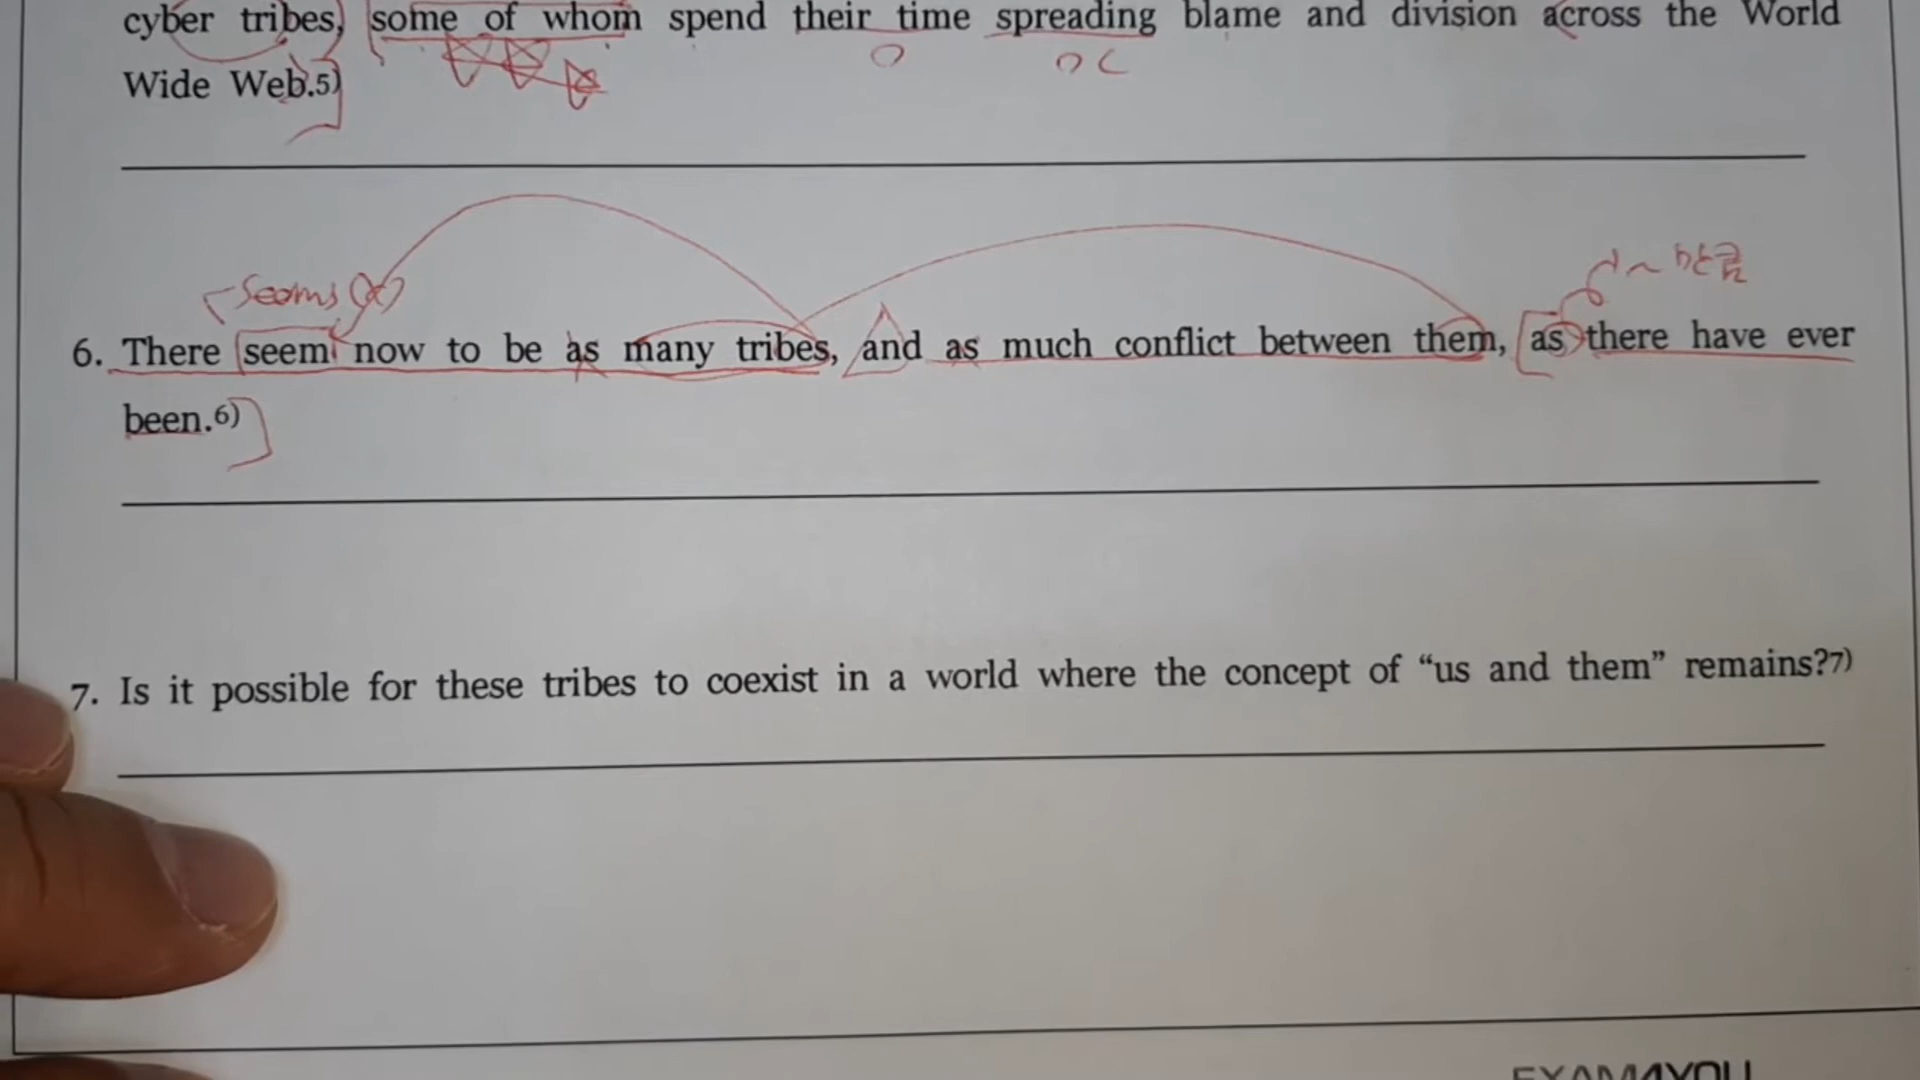 cyber tribes, some of whom spend their time spreading blame and division across the World
Wide Web.5)
seems (x)
~만큼
6. There seem now to be as many tribes, and as much conflict between them, as there have ever
been.6)
7. Is it possible for these tribes to coexist in a world where the concept of “us and them” remains?7)
EXAM4YOU